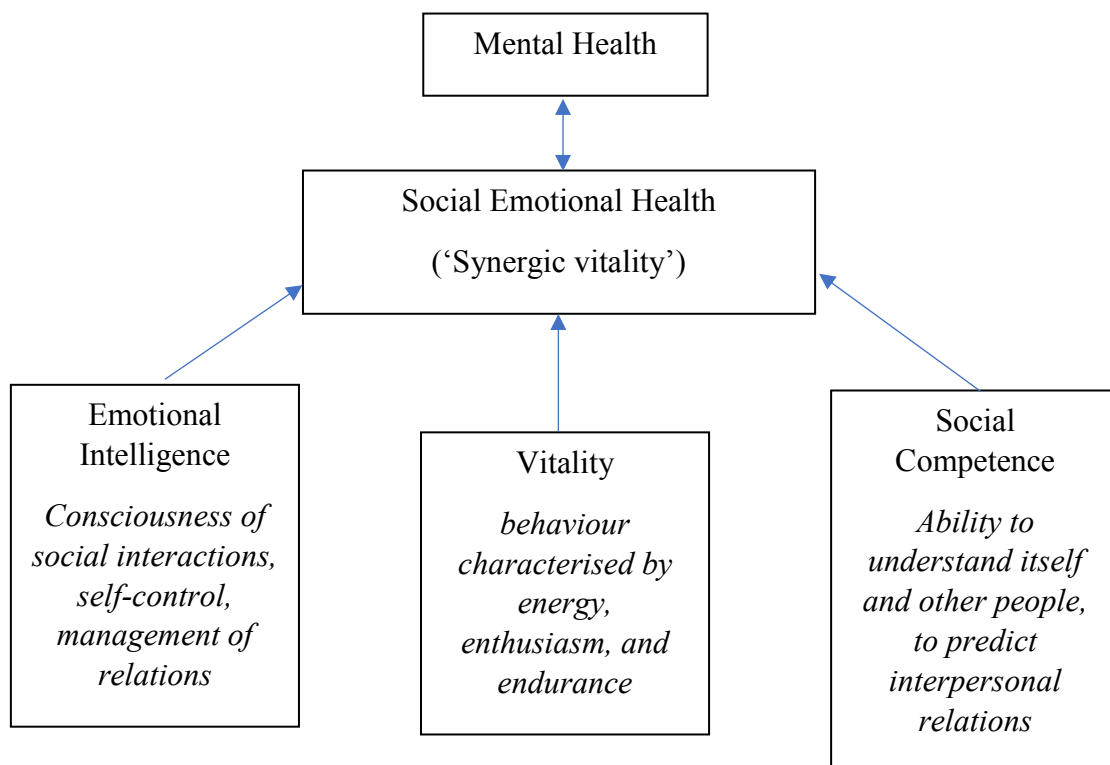 Mental Health
Social Emotional Health
(‘Synergic vitality’)
Emotional
Intelligence
Consciousness of
social interactions,
self-control,
management of
relations
Vitality
behaviour
characterised by
energy,
enthusiasm, and
endurance
Social
Competence
Ability to
understand itself
and other people,
to predict
interpersonal
relations